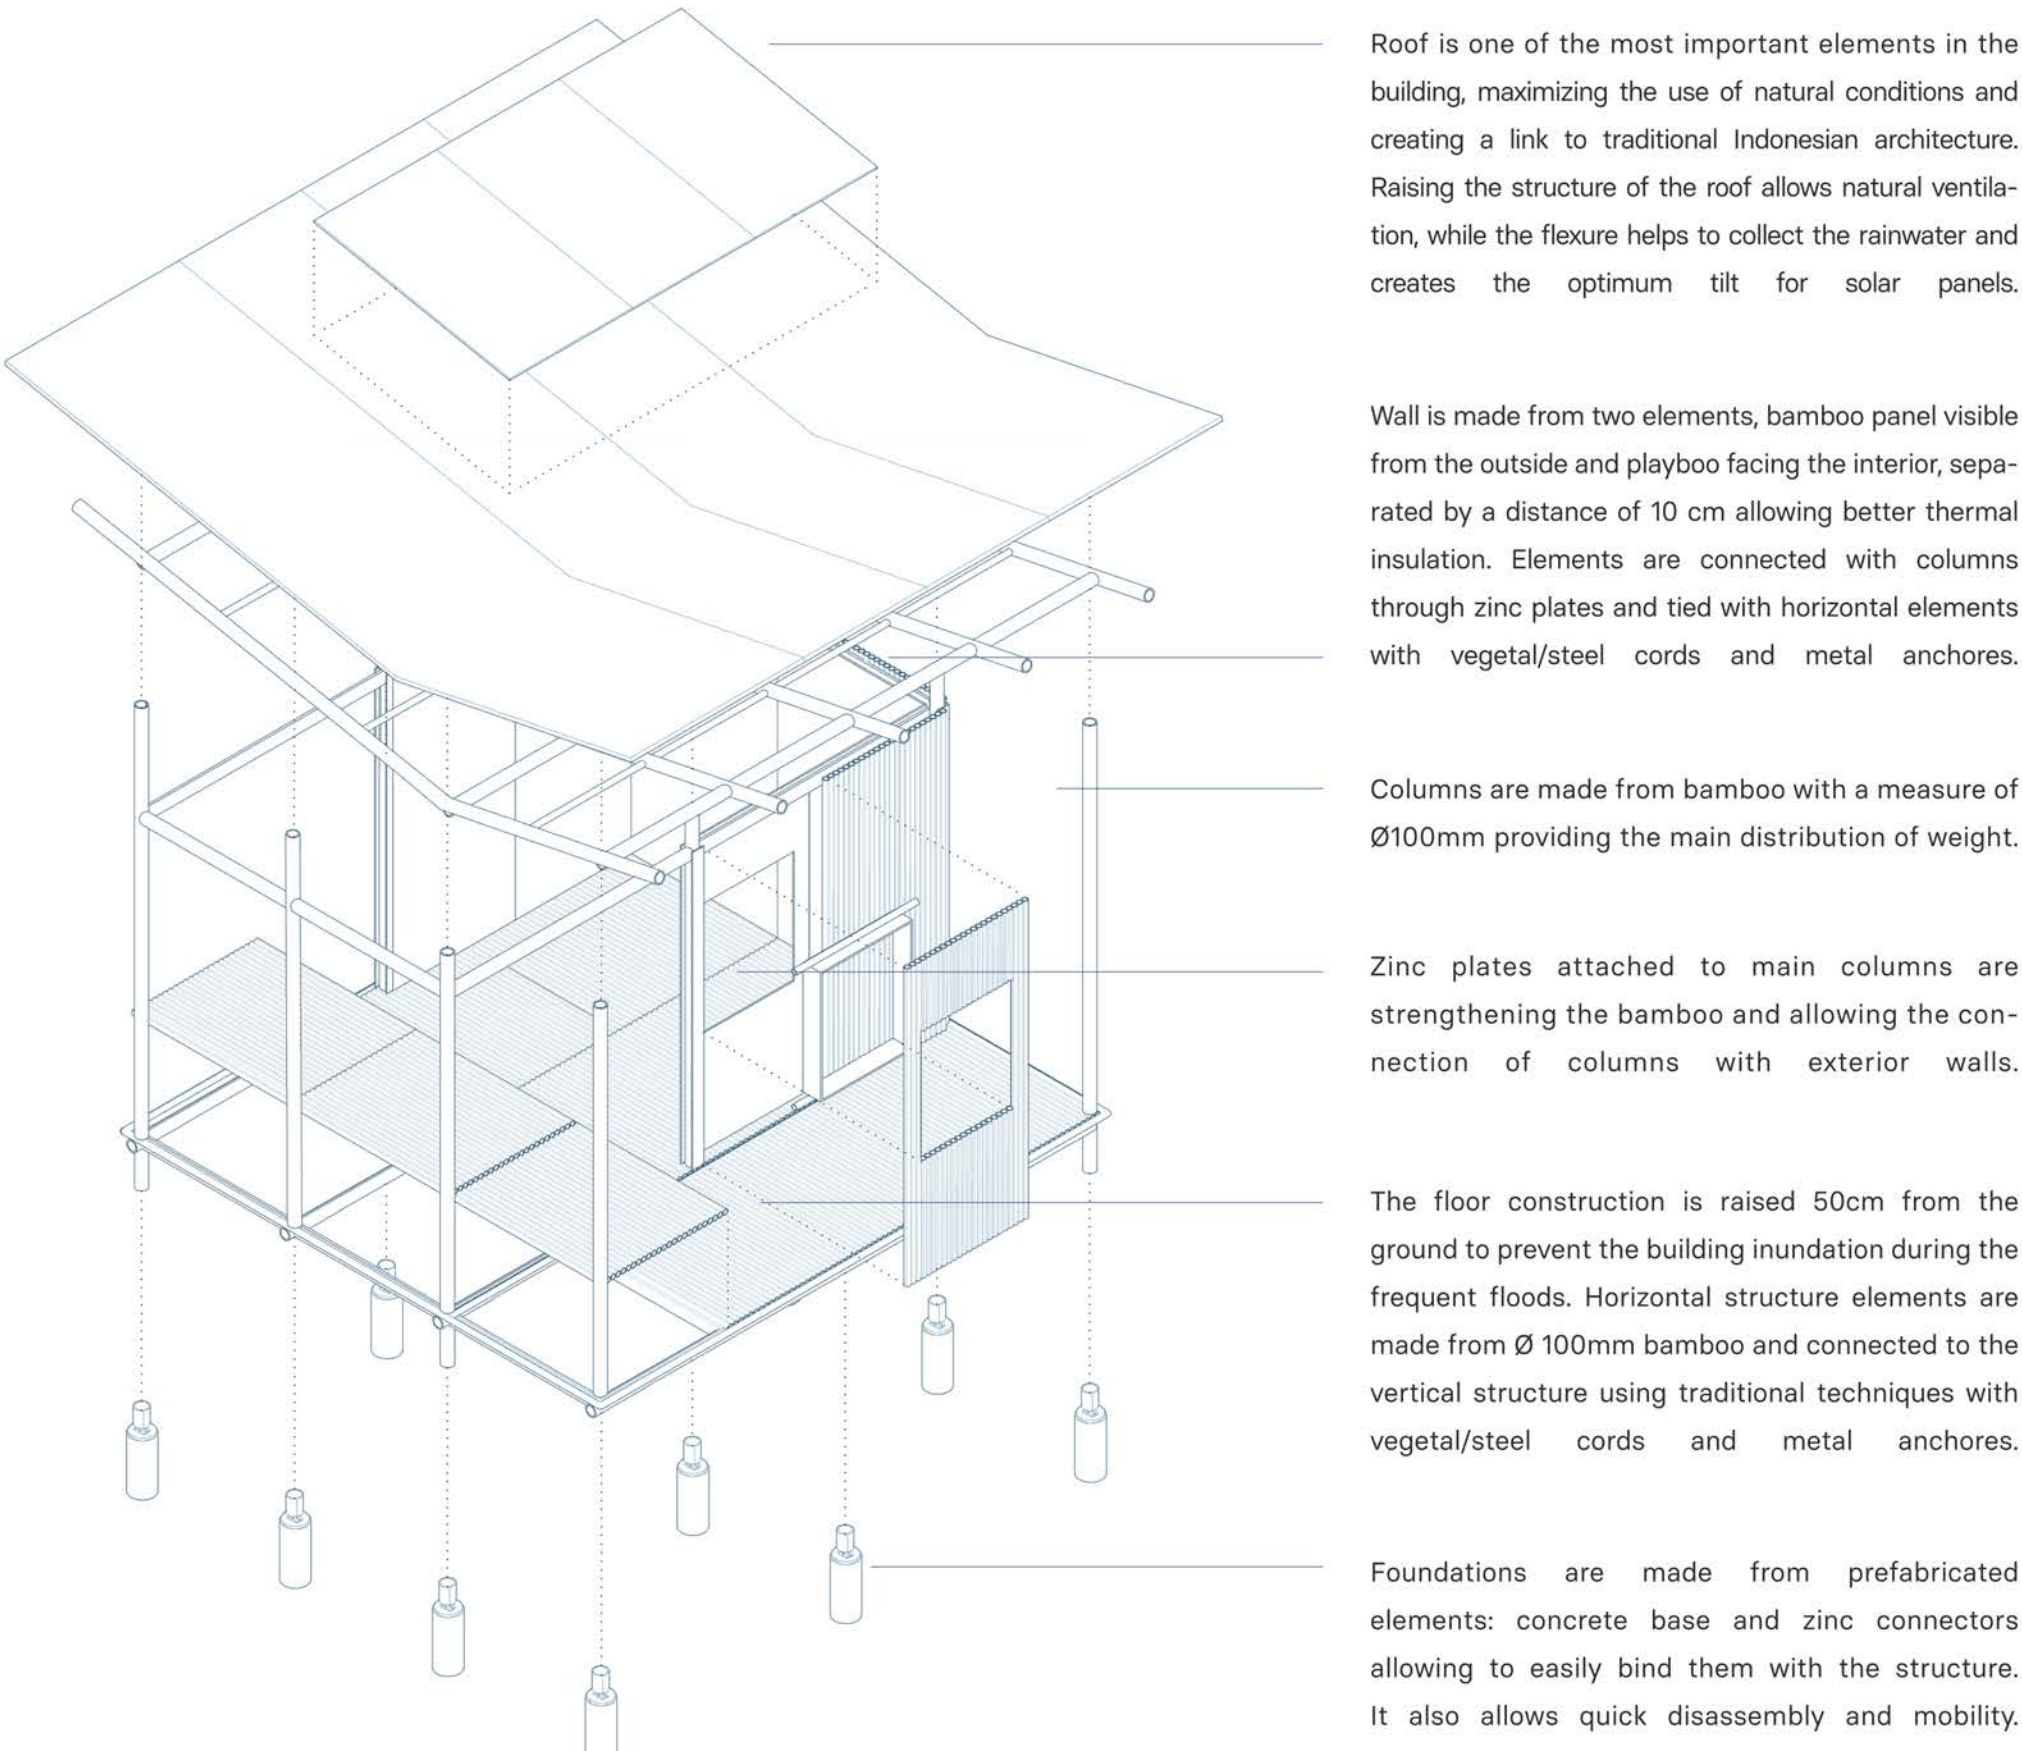 Roof is one of the most important elements in the
building, maximizing the use of natural conditions and
creating a link to traditional Indonesian architecture.
Raising the structure of the roof allows natural ventila-
tion, while the flexure helps to collect the rainwater and
creates the optimum tilt for solar panels.
Wall is made from two elements, bamboo panel visible
from the outside and playboo facing the interior, sepa-
rated by a distance of 10 cm allowing better thermal
insulation. Elements are connected with columns
through zinc plates and tied with horizontal elements
with vegetal/steel cords and metal anchores.
Columns are made from bamboo with a measure of
Ø100mm providing the main distribution of weight.
Zinc plates attached to main columns are
strengthening the bamboo and allowing the con-
nection of columns with exterior walls.
The floor construction is raised 50cm from the
ground to prevent the building inundation during the
frequent floods. Horizontal structure elements are
made from Ø 100mm bamboo and connected to the
vertical structure using traditional techniques with
vegetal/steel cords and metal anchores.
Foundations are made from prefabricated
elements: concrete base and zinc connectors
allowing to easily bind them with the structure.
It also allows quick disassembly and mobility.